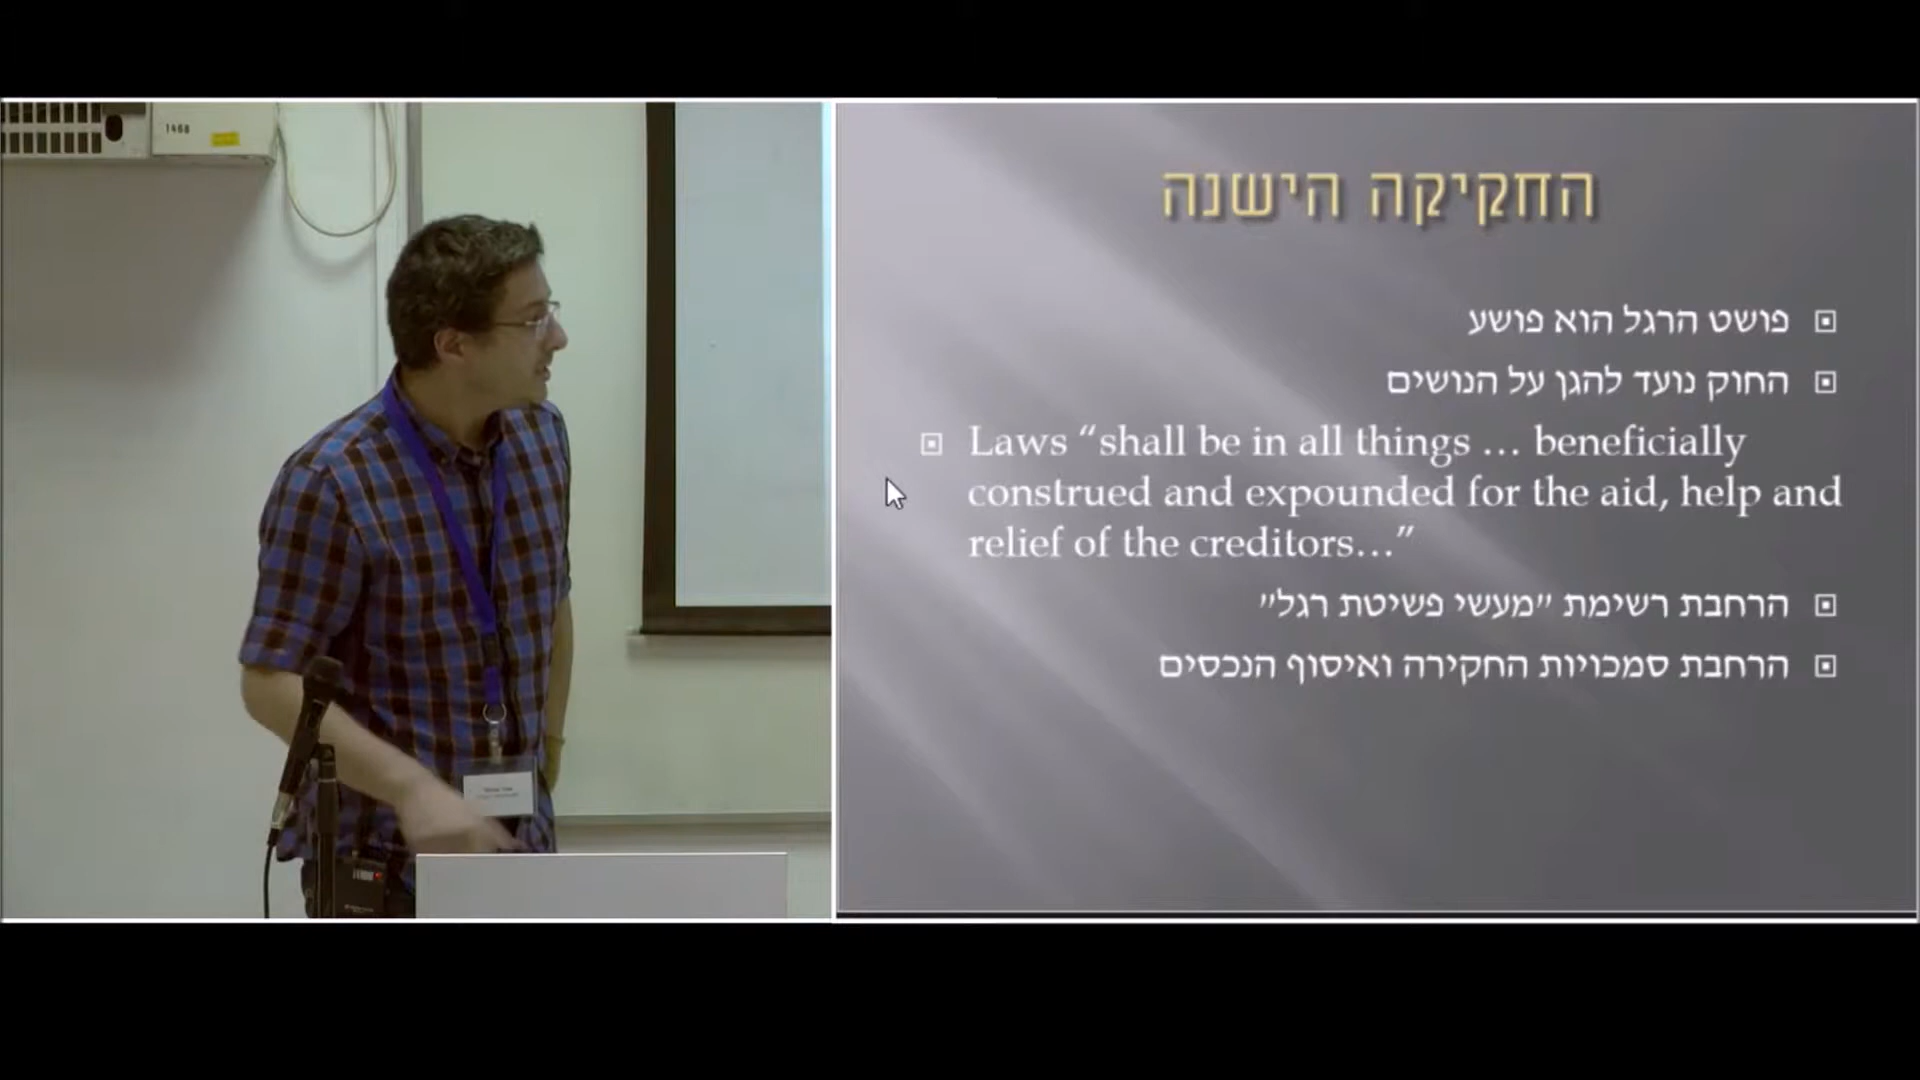 1468
החקיקה הישנה
פושט הרגל הוא פושע
החוק נועד להגן על הנושים
Laws “shall be in all things … beneficially
construed and expounded for the aid, help and
relief of the creditors…”
הרחבת רשימת ״מעשי פשיטת רגל״
הרחבת סמכויות החקירה ואיסוף הנכסים